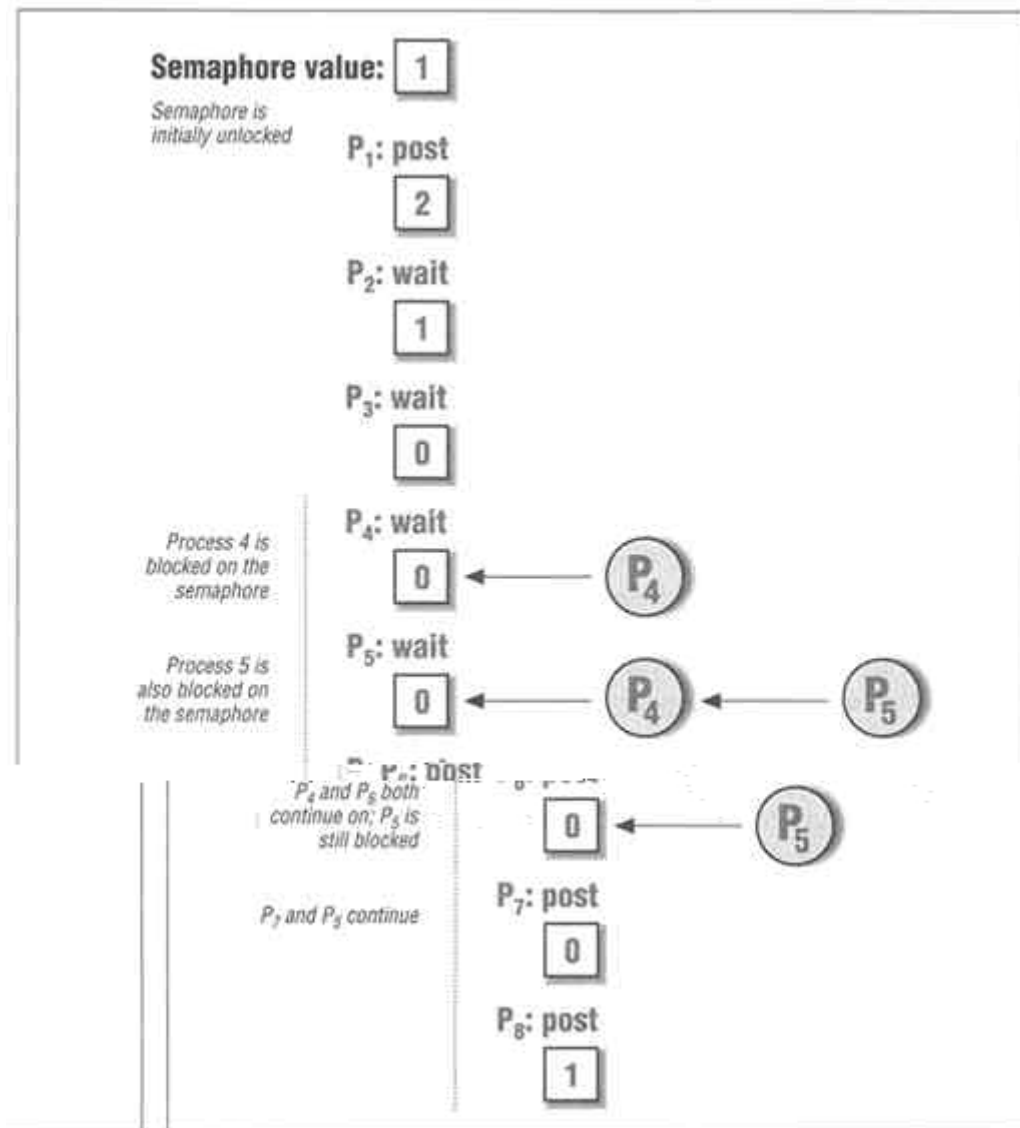 Semaphore value: 1
Semaphore is
initially unlocked
P₁: post
2
P₂: wait
1
P₃: wait
0
P₄: wait
Process 4 is
blocked on the
semaphore
0
P₄
P₅: wait
Process 5 is
also blocked on
the semaphore
0
P₄
P₅
P₆: post
P₄ and P₆ both
continue on; P₅ is
still blocked
0
P₅
P₇: post
P₇ and P₅ continue
0
P₈: post
1